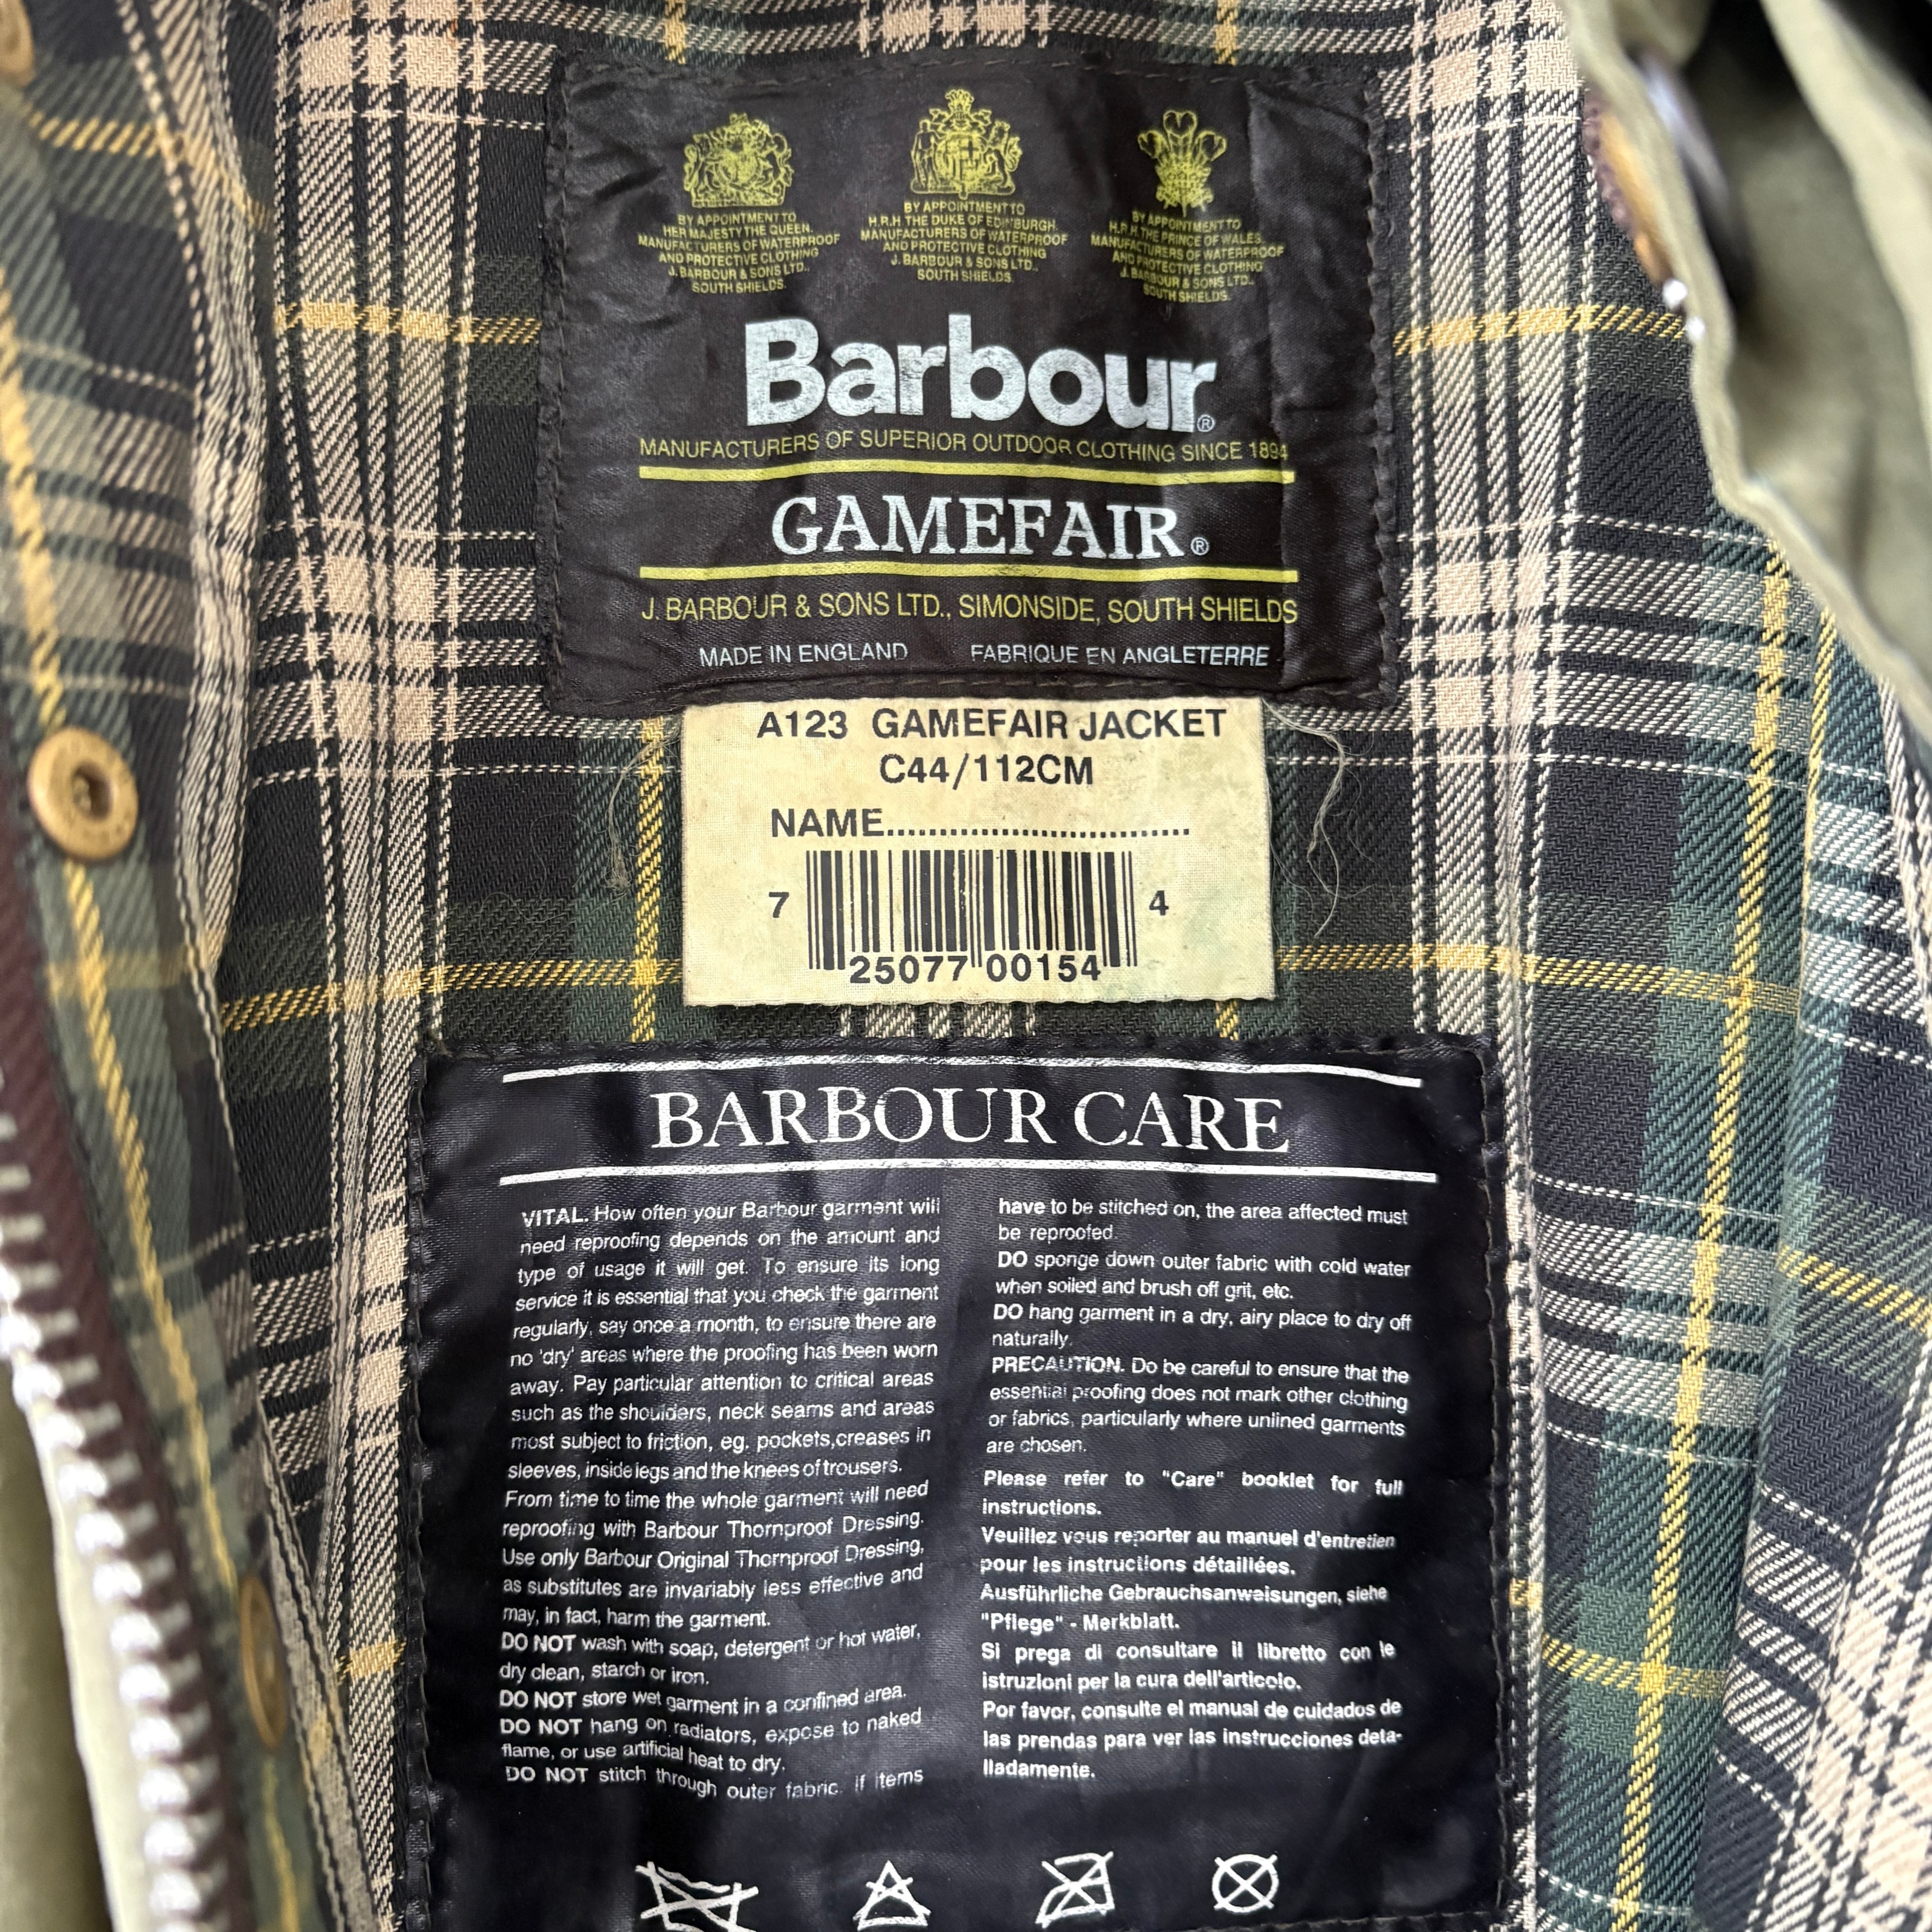 BY APPOINTMENT TO
HER MAJESTY THE QUEEN.
MANUFACTURERS OF WATERPROOF
AND PROTECTIVE CLOTHING
J. BARBOUR & SONS LTD.,
SOUTH SHIELDS.
BY APPOINTMENT TO
H.R.H. THE DUKE OF EDINBURGH.
MANUFACTURERS OF WATERPROOF
AND PROTECTIVE CLOTHING
J. BARBOUR & SONS LTD.,
SOUTH SHIELDS.
BY APPOINTMENT TO
H.R.H. THE PRINCE OF WALES.
MANUFACTURERS OF WATERPROOF
AND PROTECTIVE CLOTHING
J. BARBOUR & SONS LTD.,
SOUTH SHIELDS.
Barbour®
MANUFACTURERS OF SUPERIOR OUTDOOR CLOTHING SINCE 1894
GAMEFAIR®
J. BARBOUR & SONS LTD., SIMONSIDE, SOUTH SHIELDS
MADE IN ENGLAND FABRIQUE EN ANGLETERRE
A123 GAMEFAIR JACKET
C44/112CM
NAME.............................
7 25077 00154 4
BARBOUR CARE
VITAL. How often your Barbour garment will
need reproofing depends on the amount and
type of usage it will get. To ensure its long
service it is essential that you check the garment
regularly, say once a month, to ensure there are
no 'dry' areas where the proofing has been worn
away. Pay particular attention to critical areas
such as the shoulders, neck seams and areas
most subject to friction, eg. pockets,creases in
sleeves, inside legs and the knees of trousers.
From time to time the whole garment will need
reproofing with Barbour Thornproof Dressing.
Use only Barbour Original Thornproof Dressing,
as substitutes are invariably less effective and
may, in fact, harm the garment.
DO NOT wash with soap, detergent or hot water,
dry clean, starch or iron.
DO NOT store wet garment in a confined area.
DO NOT hang on radiators, expose to naked
flame, or use artificial heat to dry.
DO NOT stitch through outer fabric. If items
have to be stitched on, the area affected must
be reproofed.
DO sponge down outer fabric with cold water
when soiled and brush off grit, etc.
DO hang garment in a dry, airy place to dry off
naturally.
PRECAUTION. Do be careful to ensure that the
essential proofing does not mark other clothing
or fabrics, particularly where unlined garments
are chosen.
Please refer to "Care" booklet for full
instructions.
Veuillez vous reporter au manuel d'entretien
pour les instructions détaillées.
Ausführliche Gebrauchsanweisungen, siehe
"Pflege" - Merkblatt.
Si prega di consultare il libretto con le
istruzioni per la cura dell'articolo.
Por favor, consulte el manual de cuidados de
las prendas para ver las instrucciones deta-
lladamente.